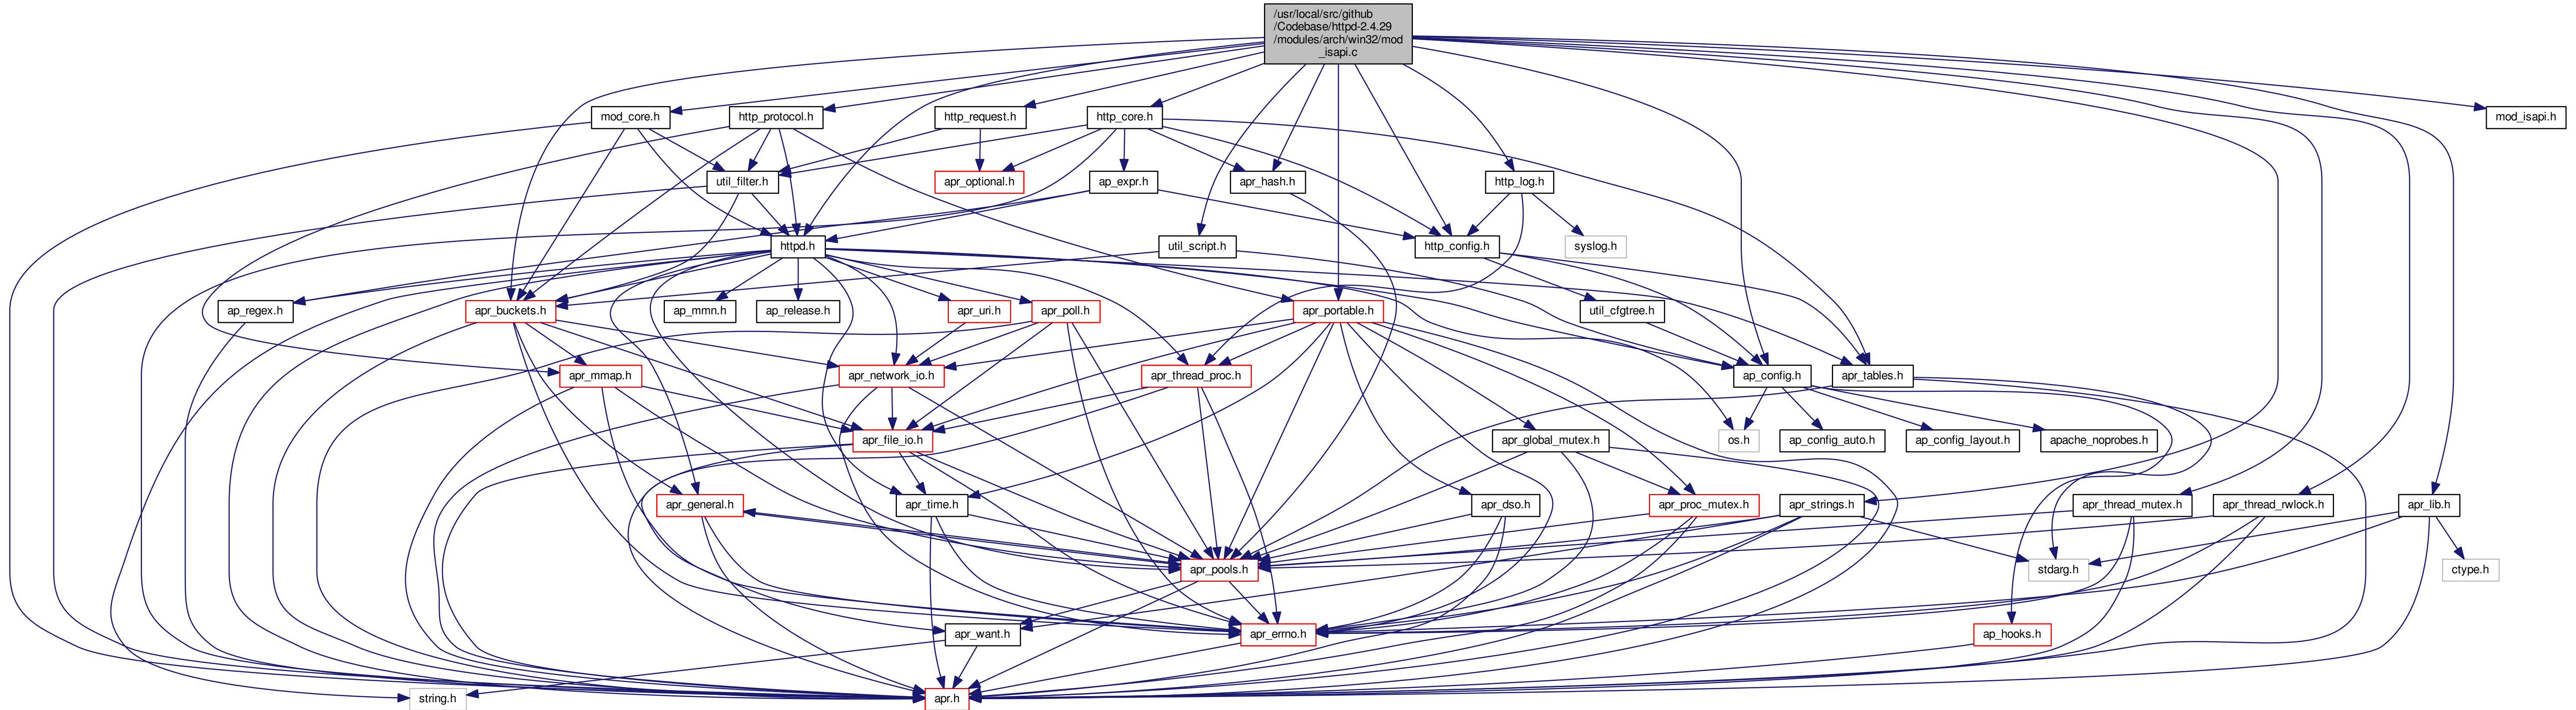 /usr/local/src/github
/Codebase/httpd-2.4.29
/modules/arch/win32/mod
_isapi.c
mod_core.h
http_protocol.h
http_request.h
http_core.h
mod_isapi.h
util_filter.h
apr_optional.h
ap_expr.h
apr_hash.h
http_log.h
httpd.h
util_script.h
http_config.h
syslog.h
ap_regex.h
apr_buckets.h
ap_mmn.h
ap_release.h
apr_uri.h
apr_poll.h
apr_portable.h
util_cfgtree.h
apr_mmap.h
apr_network_io.h
apr_thread_proc.h
ap_config.h
apr_tables.h
apr_file_io.h
apr_global_mutex.h
os.h
ap_config_auto.h
ap_config_layout.h
apache_noprobes.h
apr_general.h
apr_time.h
apr_dso.h
apr_proc_mutex.h
apr_strings.h
apr_thread_mutex.h
apr_thread_rwlock.h
apr_lib.h
apr_pools.h
stdarg.h
ctype.h
apr_want.h
apr_errno.h
ap_hooks.h
string.h
apr.h